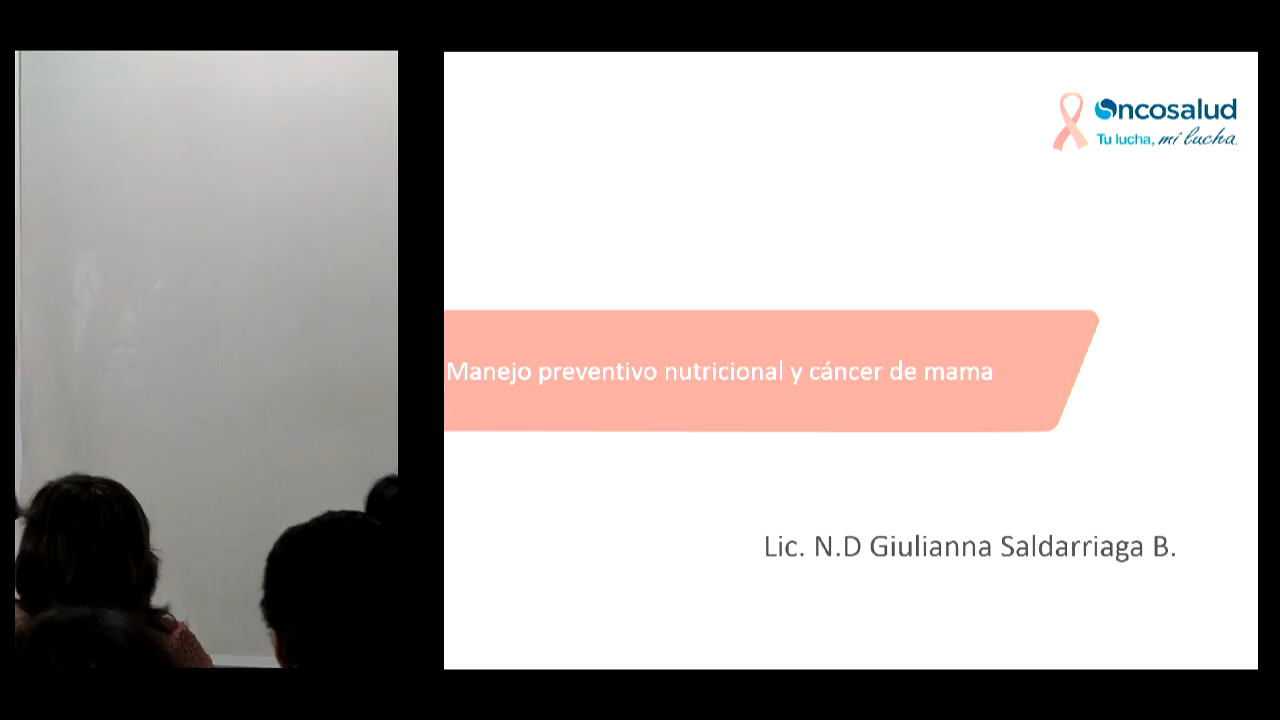 Oncosalud
Tu lucha, mi lucha.
Manejo preventivo nutricional y cáncer de mama
Lic. N.D Giulianna Saldarriaga B.